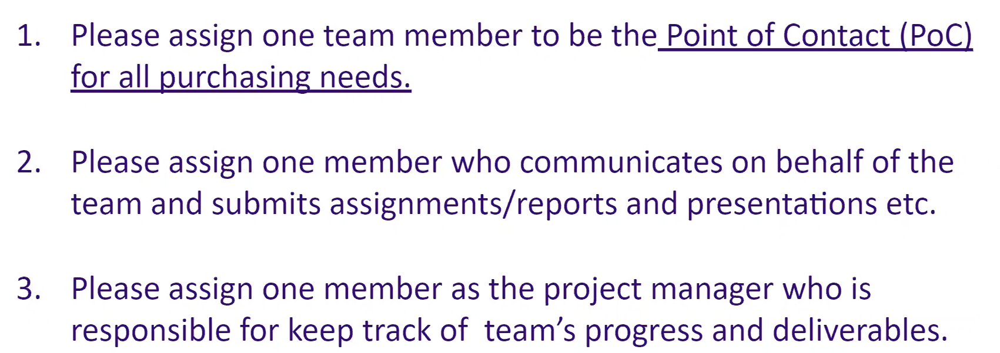 1. Please assign one team member to be the Point of Contact (PoC)
for all purchasing needs.
2. Please assign one member who communicates on behalf of the
team and submits assignments/reports and presentations etc.
3. Please assign one member as the project manager who is
responsible for keep track of  team’s progress and deliverables.